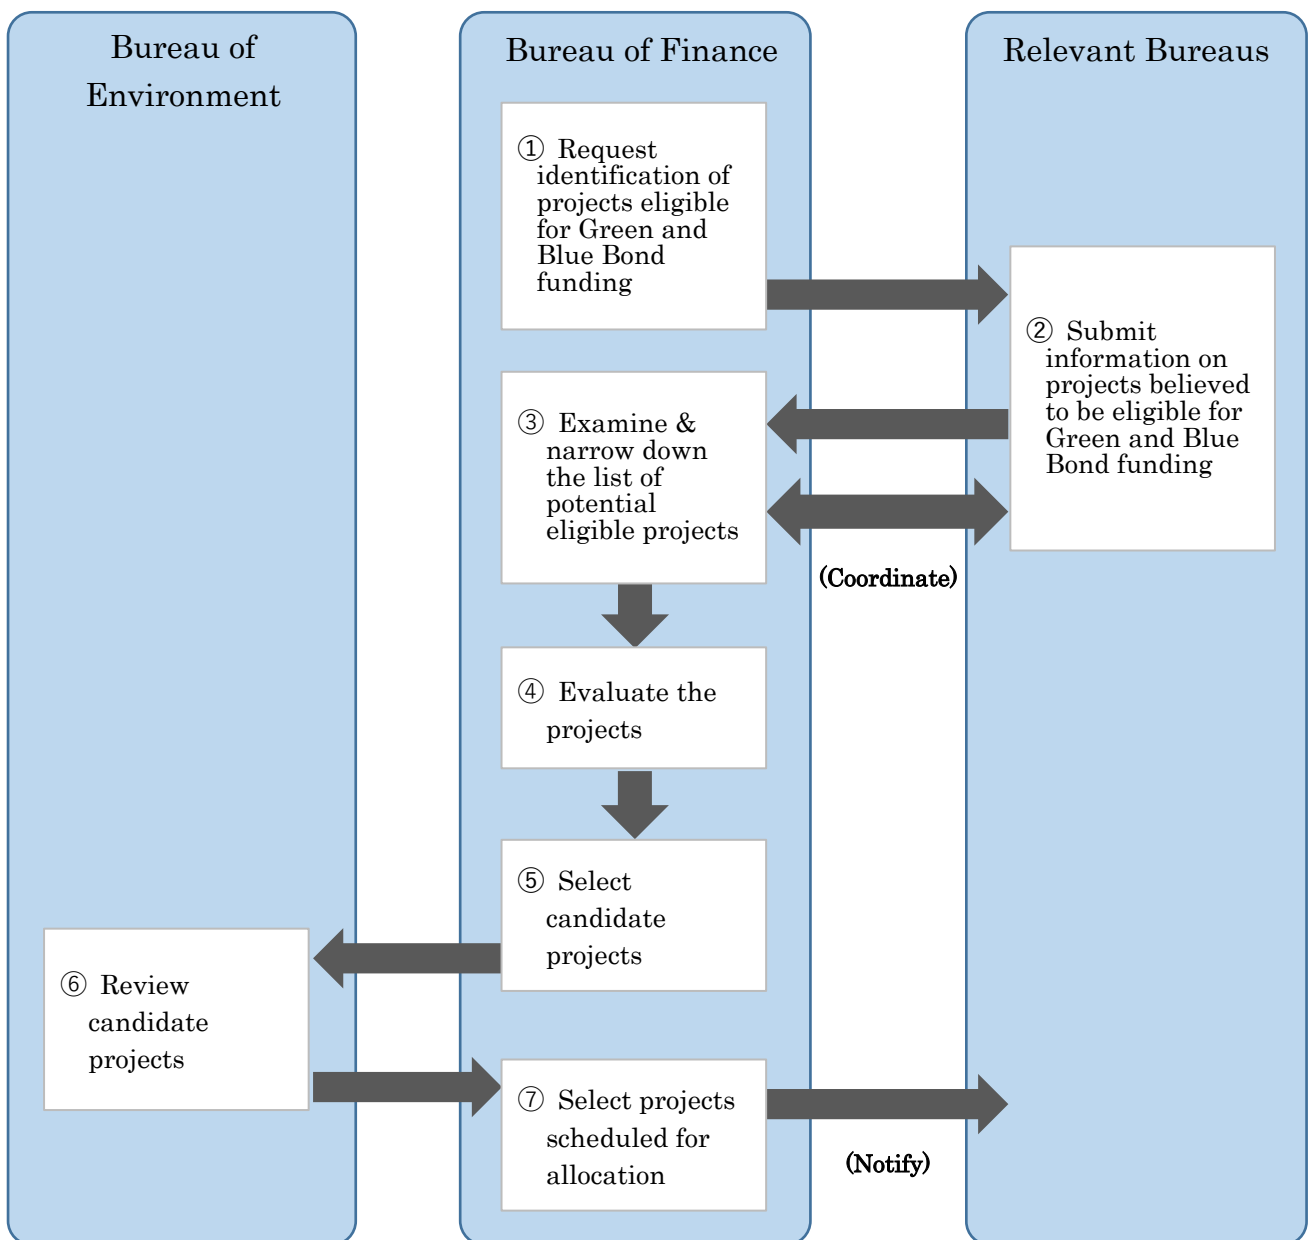 Bureau of
Environment
Bureau of Finance
Relevant Bureaus
① Request
identification of
projects eligible
for Green and
Blue Bond
funding
② Submit
information on
projects believed
to be eligible for
Green and Blue
Bond funding
③ Examine &
narrow down
the list of
potential
eligible projects
(Coordinate)
④ Evaluate the
projects
⑤ Select
candidate
projects
⑥ Review
candidate
projects
⑦ Select projects
scheduled for
allocation
(Notify)